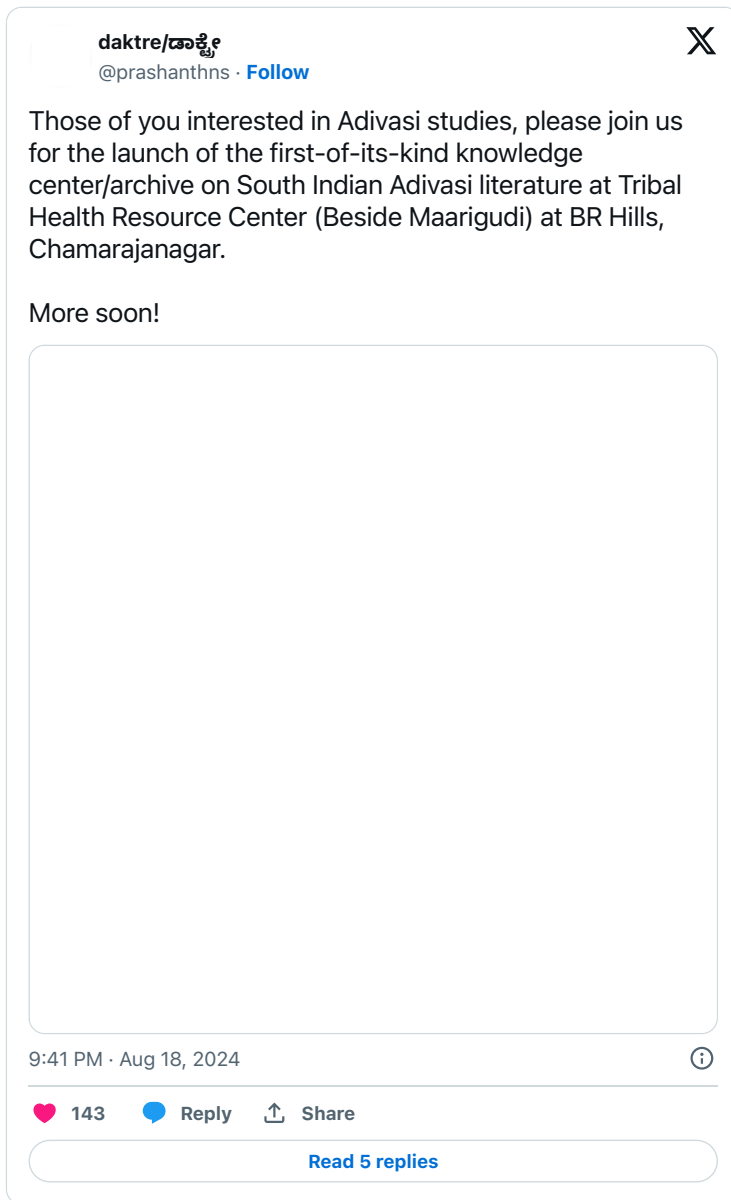 daktre/ಡಾಕ್ಟ್ರೇ
@prashanthns · Follow
Those of you interested in Adivasi studies, please join us
for the launch of the first-of-its-kind knowledge
center/archive on South Indian Adivasi literature at Tribal
Health Resource Center (Beside Maarigudi) at BR Hills,
Chamarajanagar.
More soon!
9:41 PM · Aug 18, 2024
143 Reply Share
Read 5 replies